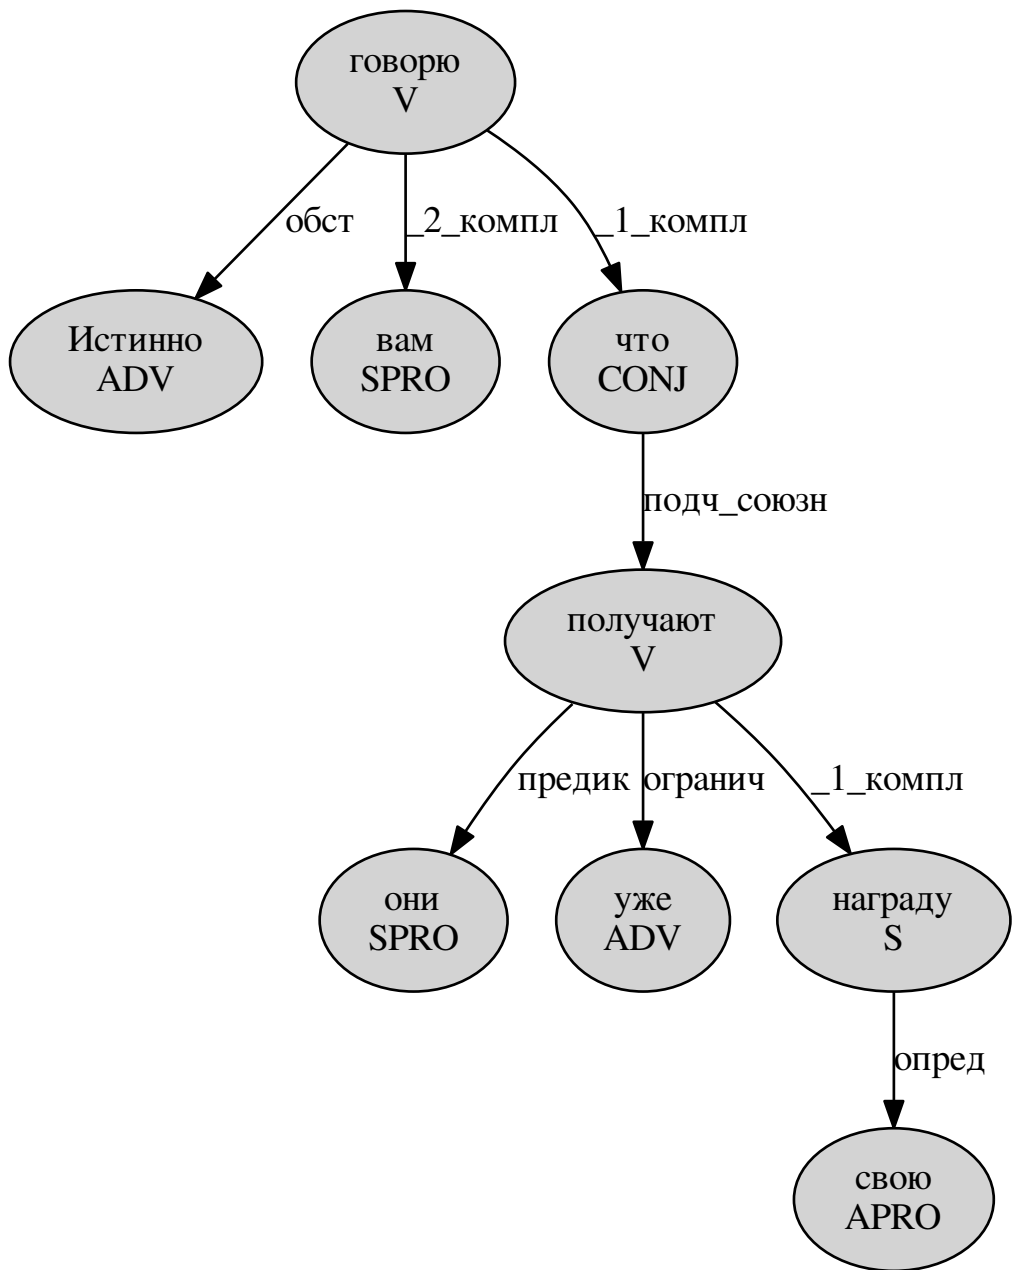 говорю
V
обст
_2_компл
_1_компл
Истинно
ADV
вам
SPRO
что
CONJ
подч_союзн
получают
V
предик
огранич
_1_компл
они
SPRO
уже
ADV
награду
S
опред
свою
APRO